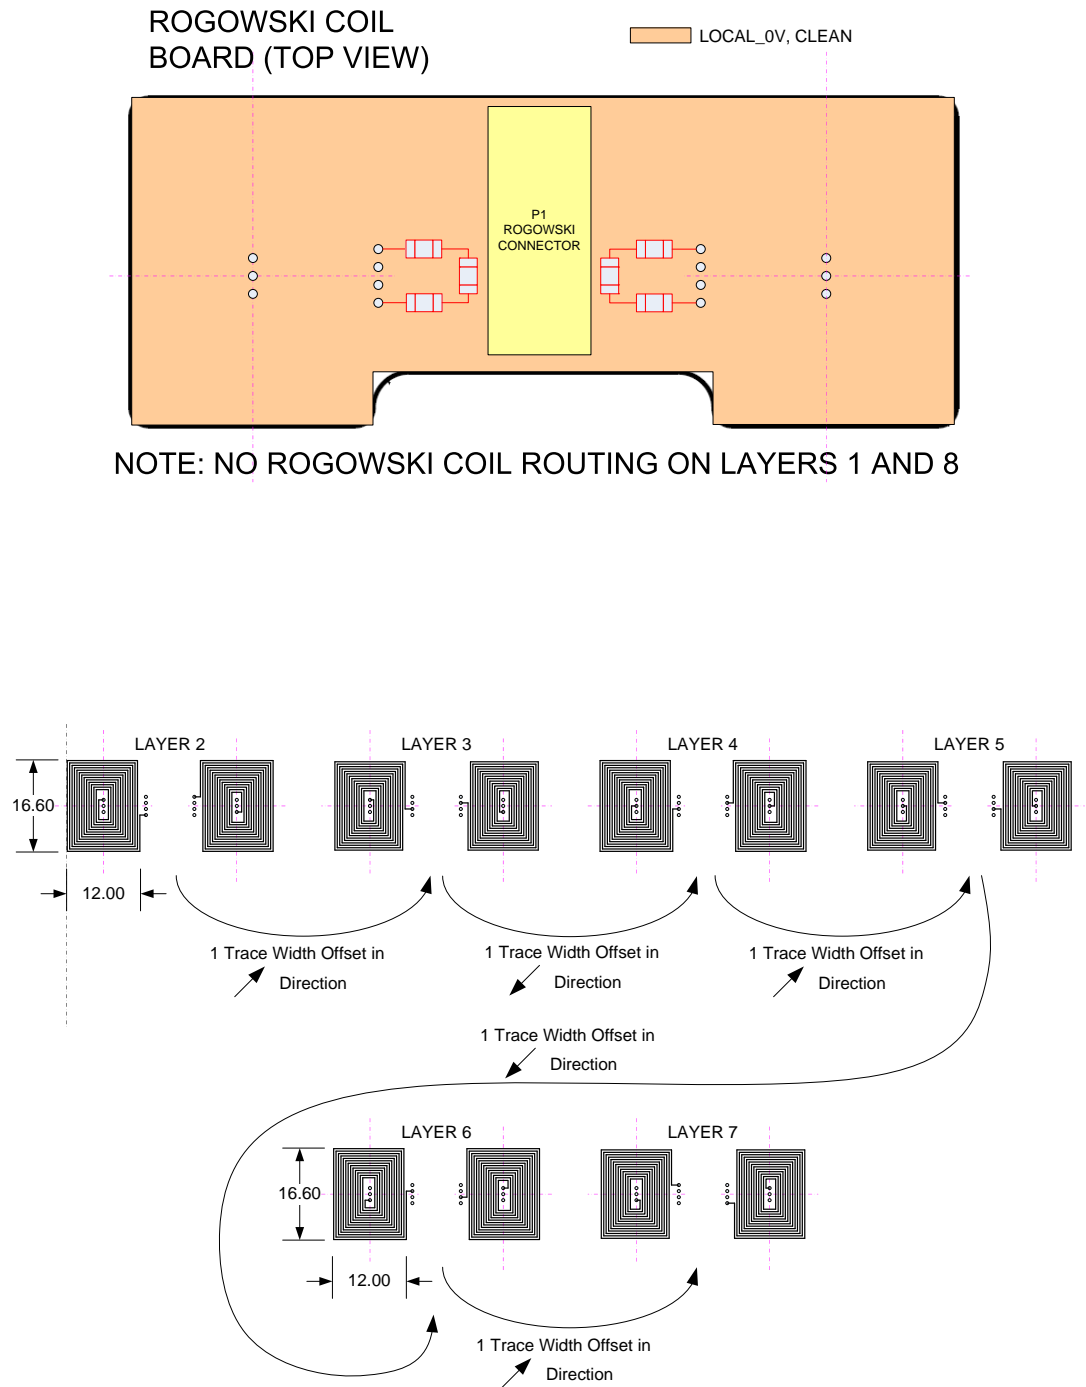 ROGOWSKI COIL
BOARD (TOP VIEW)
LOCAL_0V, CLEAN
P1
ROGOWSKI
CONNECTOR
NOTE: NO ROGOWSKI COIL ROUTING ON LAYERS 1 AND 8
LAYER 2
LAYER 3
LAYER 4
LAYER 5
16.60
12.00
1 Trace Width Offset in
Direction
1 Trace Width Offset in
Direction
1 Trace Width Offset in
Direction
1 Trace Width Offset in
Direction
LAYER 6
LAYER 7
16.60
12.00
1 Trace Width Offset in
Direction